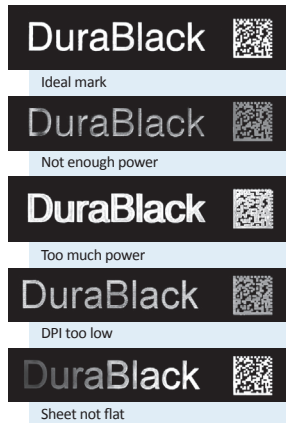 DuraBlack
Ideal mark
DuraBlack
Not enough power
DuraBlack
Too much power
DuraBlack
DPI too low
DuraBlack
Sheet not flat